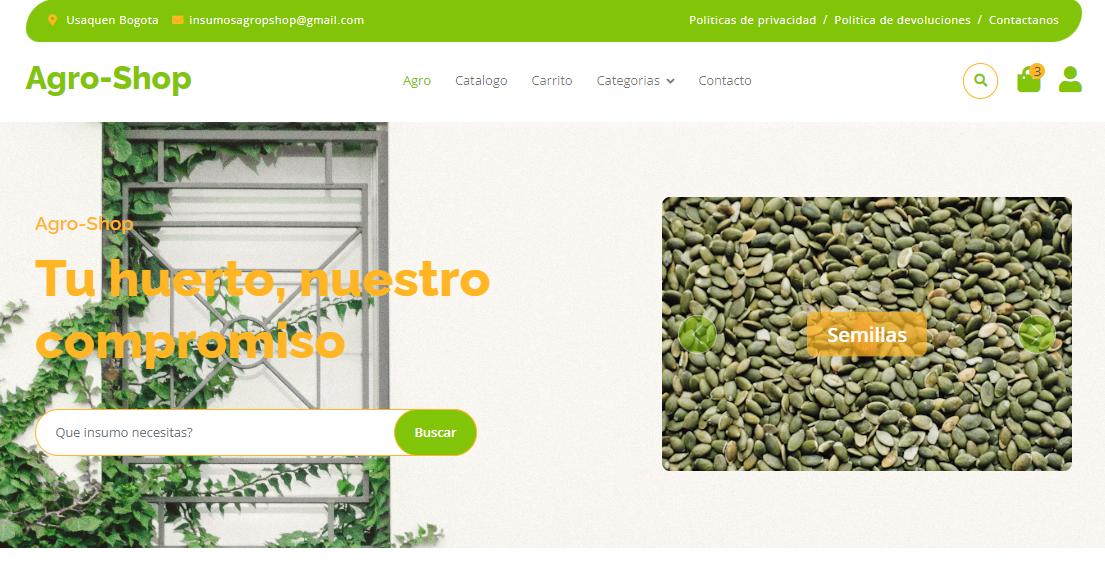 Usaquen Bogota insumosagropshop@gmail.com Politicas de privacidad / Politica de devoluciones / Contactanos
Agro-Shop Agro Catalogo Carrito Categorias Contacto 3
Agro-Shop
Tu huerto, nuestro
compromiso
Semillas
Que insumo necesitas? Buscar